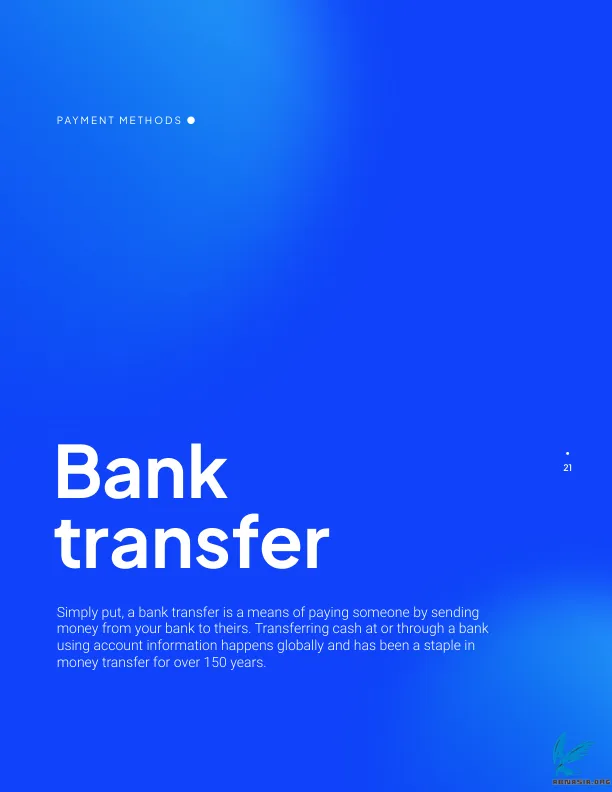 PAYMENT METHODS
Bank
transfer
21
Simply put, a bank transfer is a means of paying someone by sending
money from your bank to theirs. Transferring cash at or through a bank
using account information happens globally and has been a staple in
money transfer for over 150 years.
ABNASIA.ORG